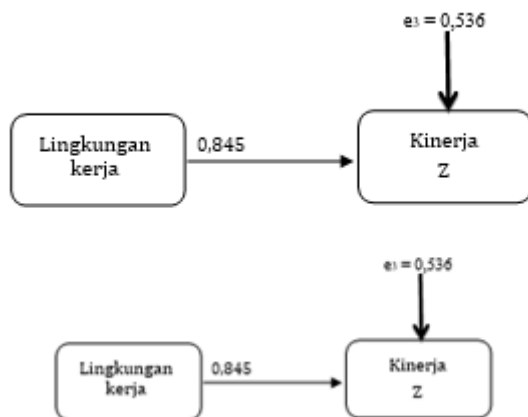 e₃ = 0,536
Lingkungan
kerja
0,845
Kinerja
Z
e₃ = 0,536
Lingkungan
kerja
0,845
Kinerja
Z